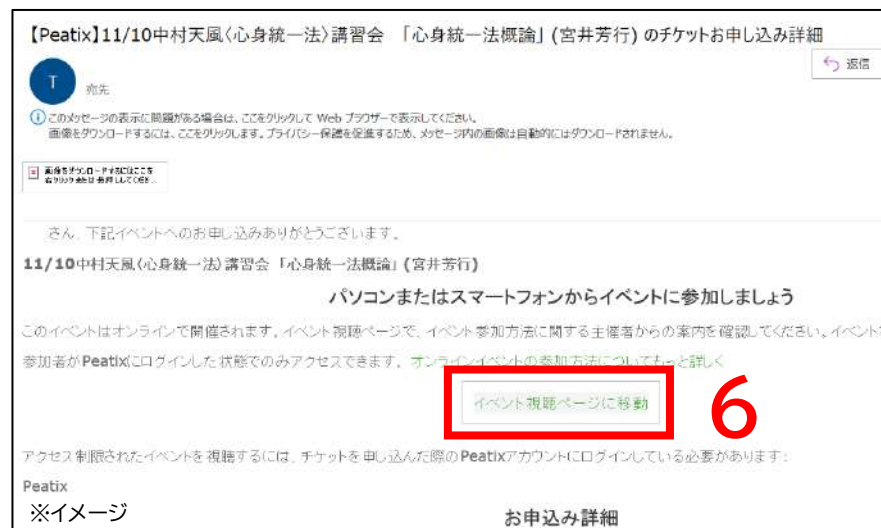 【Peatix】11/10中村天風〈心身統一法〉講習会 「心身統一法概論」(宮井芳行) のチケットお申し込み詳細
返信
T
宛先
このメッセージの表示に問題がある場合は、ここをクリックして Web ブラウザーで表示してください。
画像をダウンロードするには、ここをクリックします。プライバシー保護を促進するため、メッセージ内の画像は自動的にはダウンロードされません。
画像をダウンロードするにはここを
さん、下記イベントへのお申し込みありがとうございます。
11/10中村天風〈心身統一法〉講習会 「心身統一法概論」(宮井芳行)
パソコンまたはスマートフォンからイベントに参加しましょう
このイベントはオンラインで開催されます。イベント視聴ページで、イベント参加方法に関する主催者からの案内を確認してください。イベント
参加者がPeatixにログインした状態でのみアクセスできます。 オンラインイベントの参加方法についてもっと詳しく
イベント視聴ページに移動
6
アクセス制限されたイベントを視聴するには、チケットを申し込んだ際のPeatixアカウントにログインしている必要があります:
Peatix
※イメージ
お申込み詳細